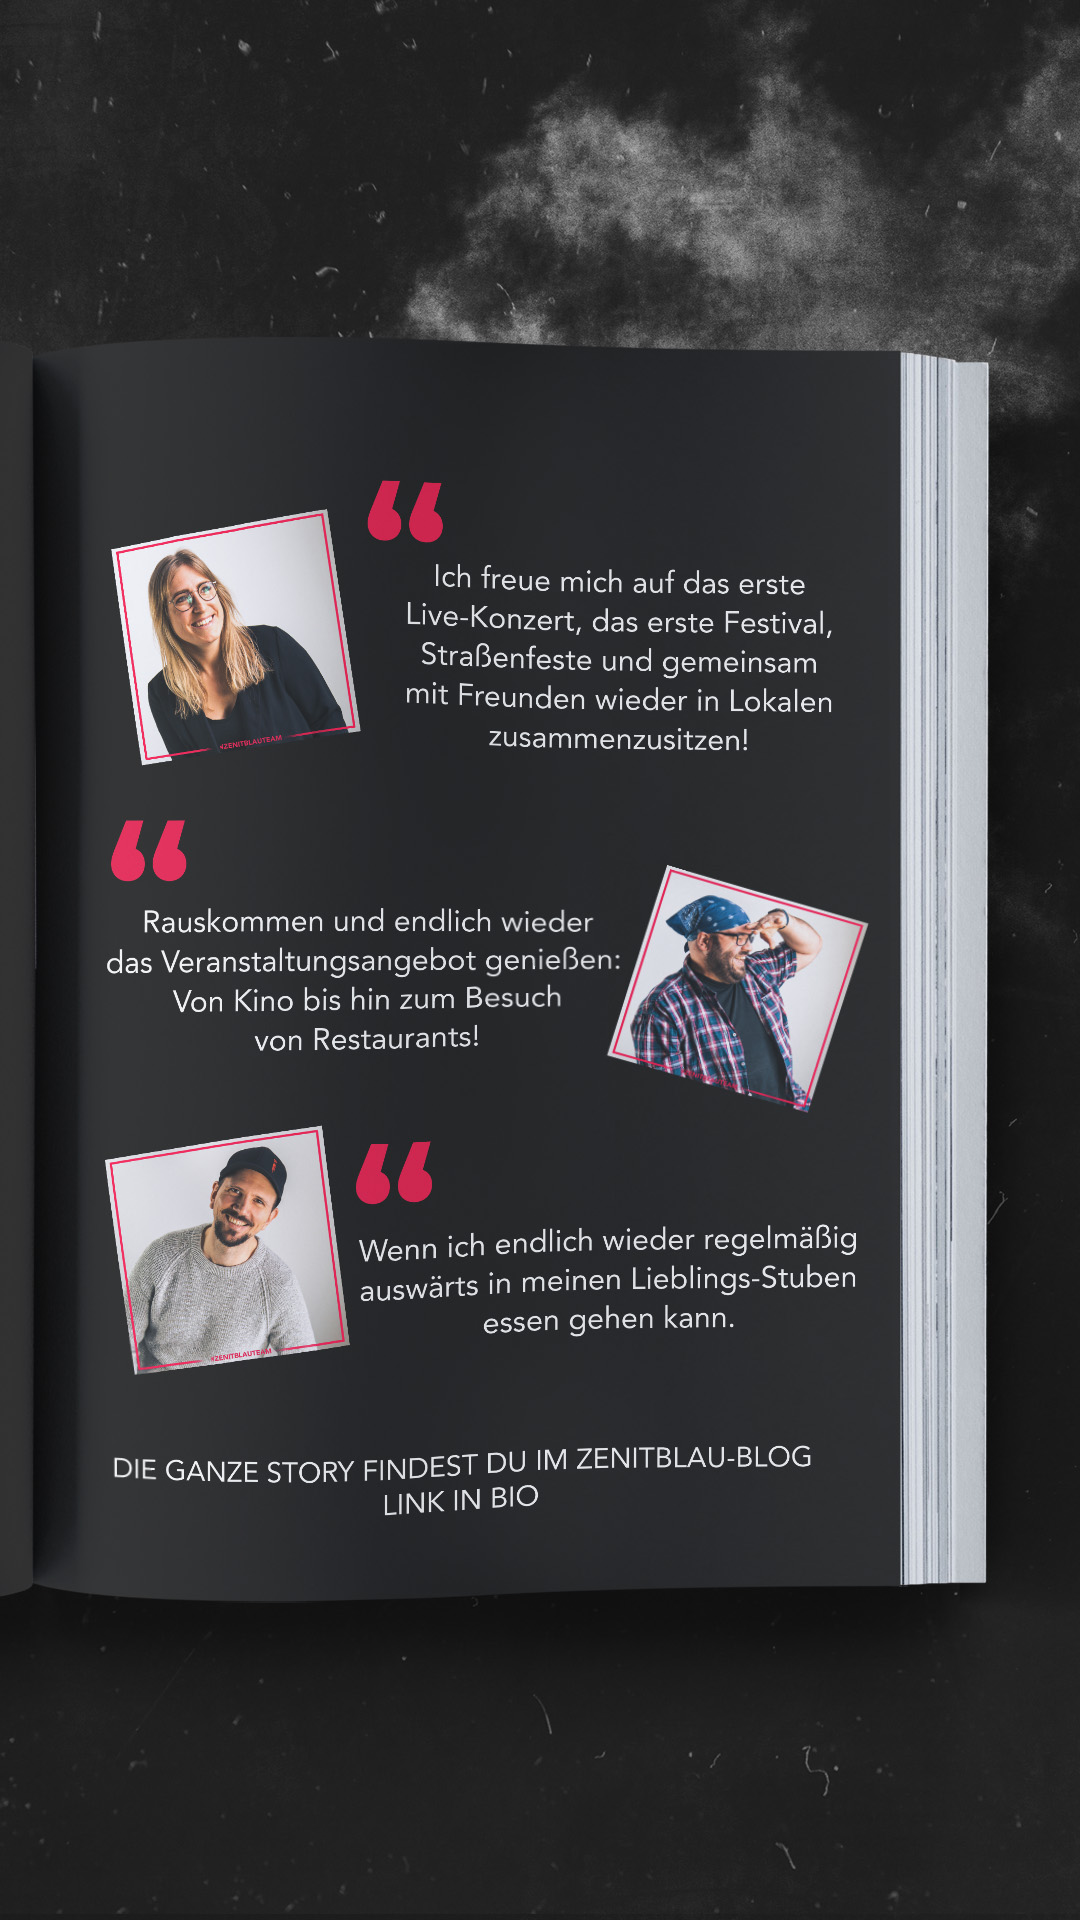 “
Ich freue mich auf das erste
Live-Konzert, das erste Festival,
Straßenfeste und gemeinsam
mit Freunden wieder in Lokalen
zusammenzusitzen!
#ZENITBLAUTEAM
“
Rauskommen und endlich wieder
das Veranstaltungsangebot genießen:
Von Kino bis hin zum Besuch
von Restaurants!
“
Wenn ich endlich wieder regelmäßig
auswärts in meinen Lieblings-Stuben
essen gehen kann.
#ZENITBLAUTEAM
DIE GANZE STORY FINDEST DU IM ZENITBLAU-BLOG
LINK IN BIO